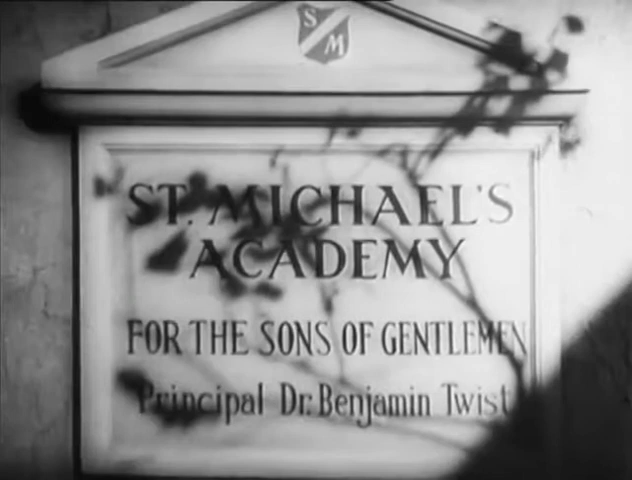 S
M
ST. MICHAEL'S
ACADEMY
FOR THE SONS OF GENTLEMEN
Principal Dr. Benjamin Twist